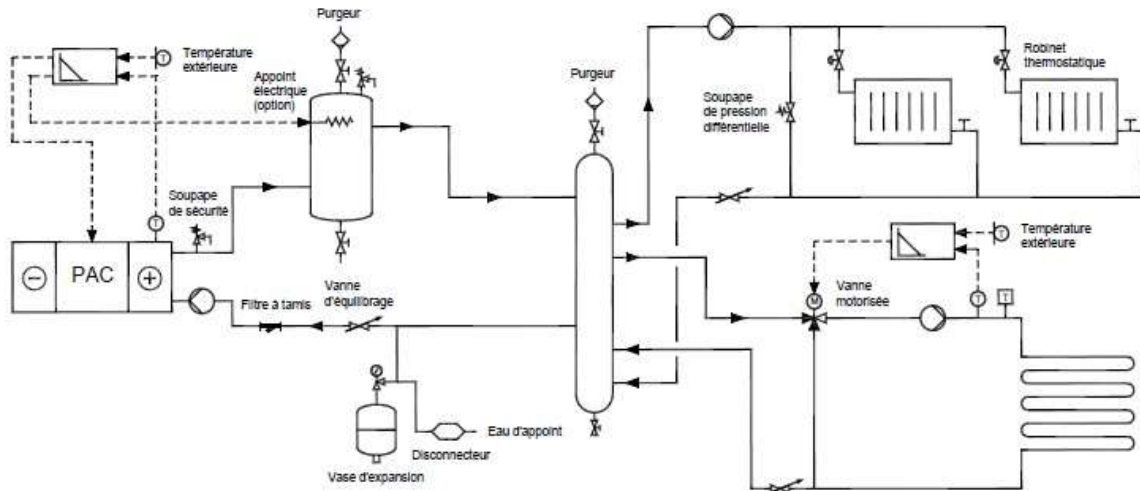 Purgeur
Température
extérieure
T
Appoint
électrique
(option)
Purgeur
Robinet
thermostatique
Soupape
de pression
différentielle
Soupape
de sécurité
T
PAC
Température
extérieure
T
Vanne
d'équilibrage
Filtre à tamis
M
Vanne
motorisée
T
T
Eau d'appoint
Disconnecteur
Vase d'expansion